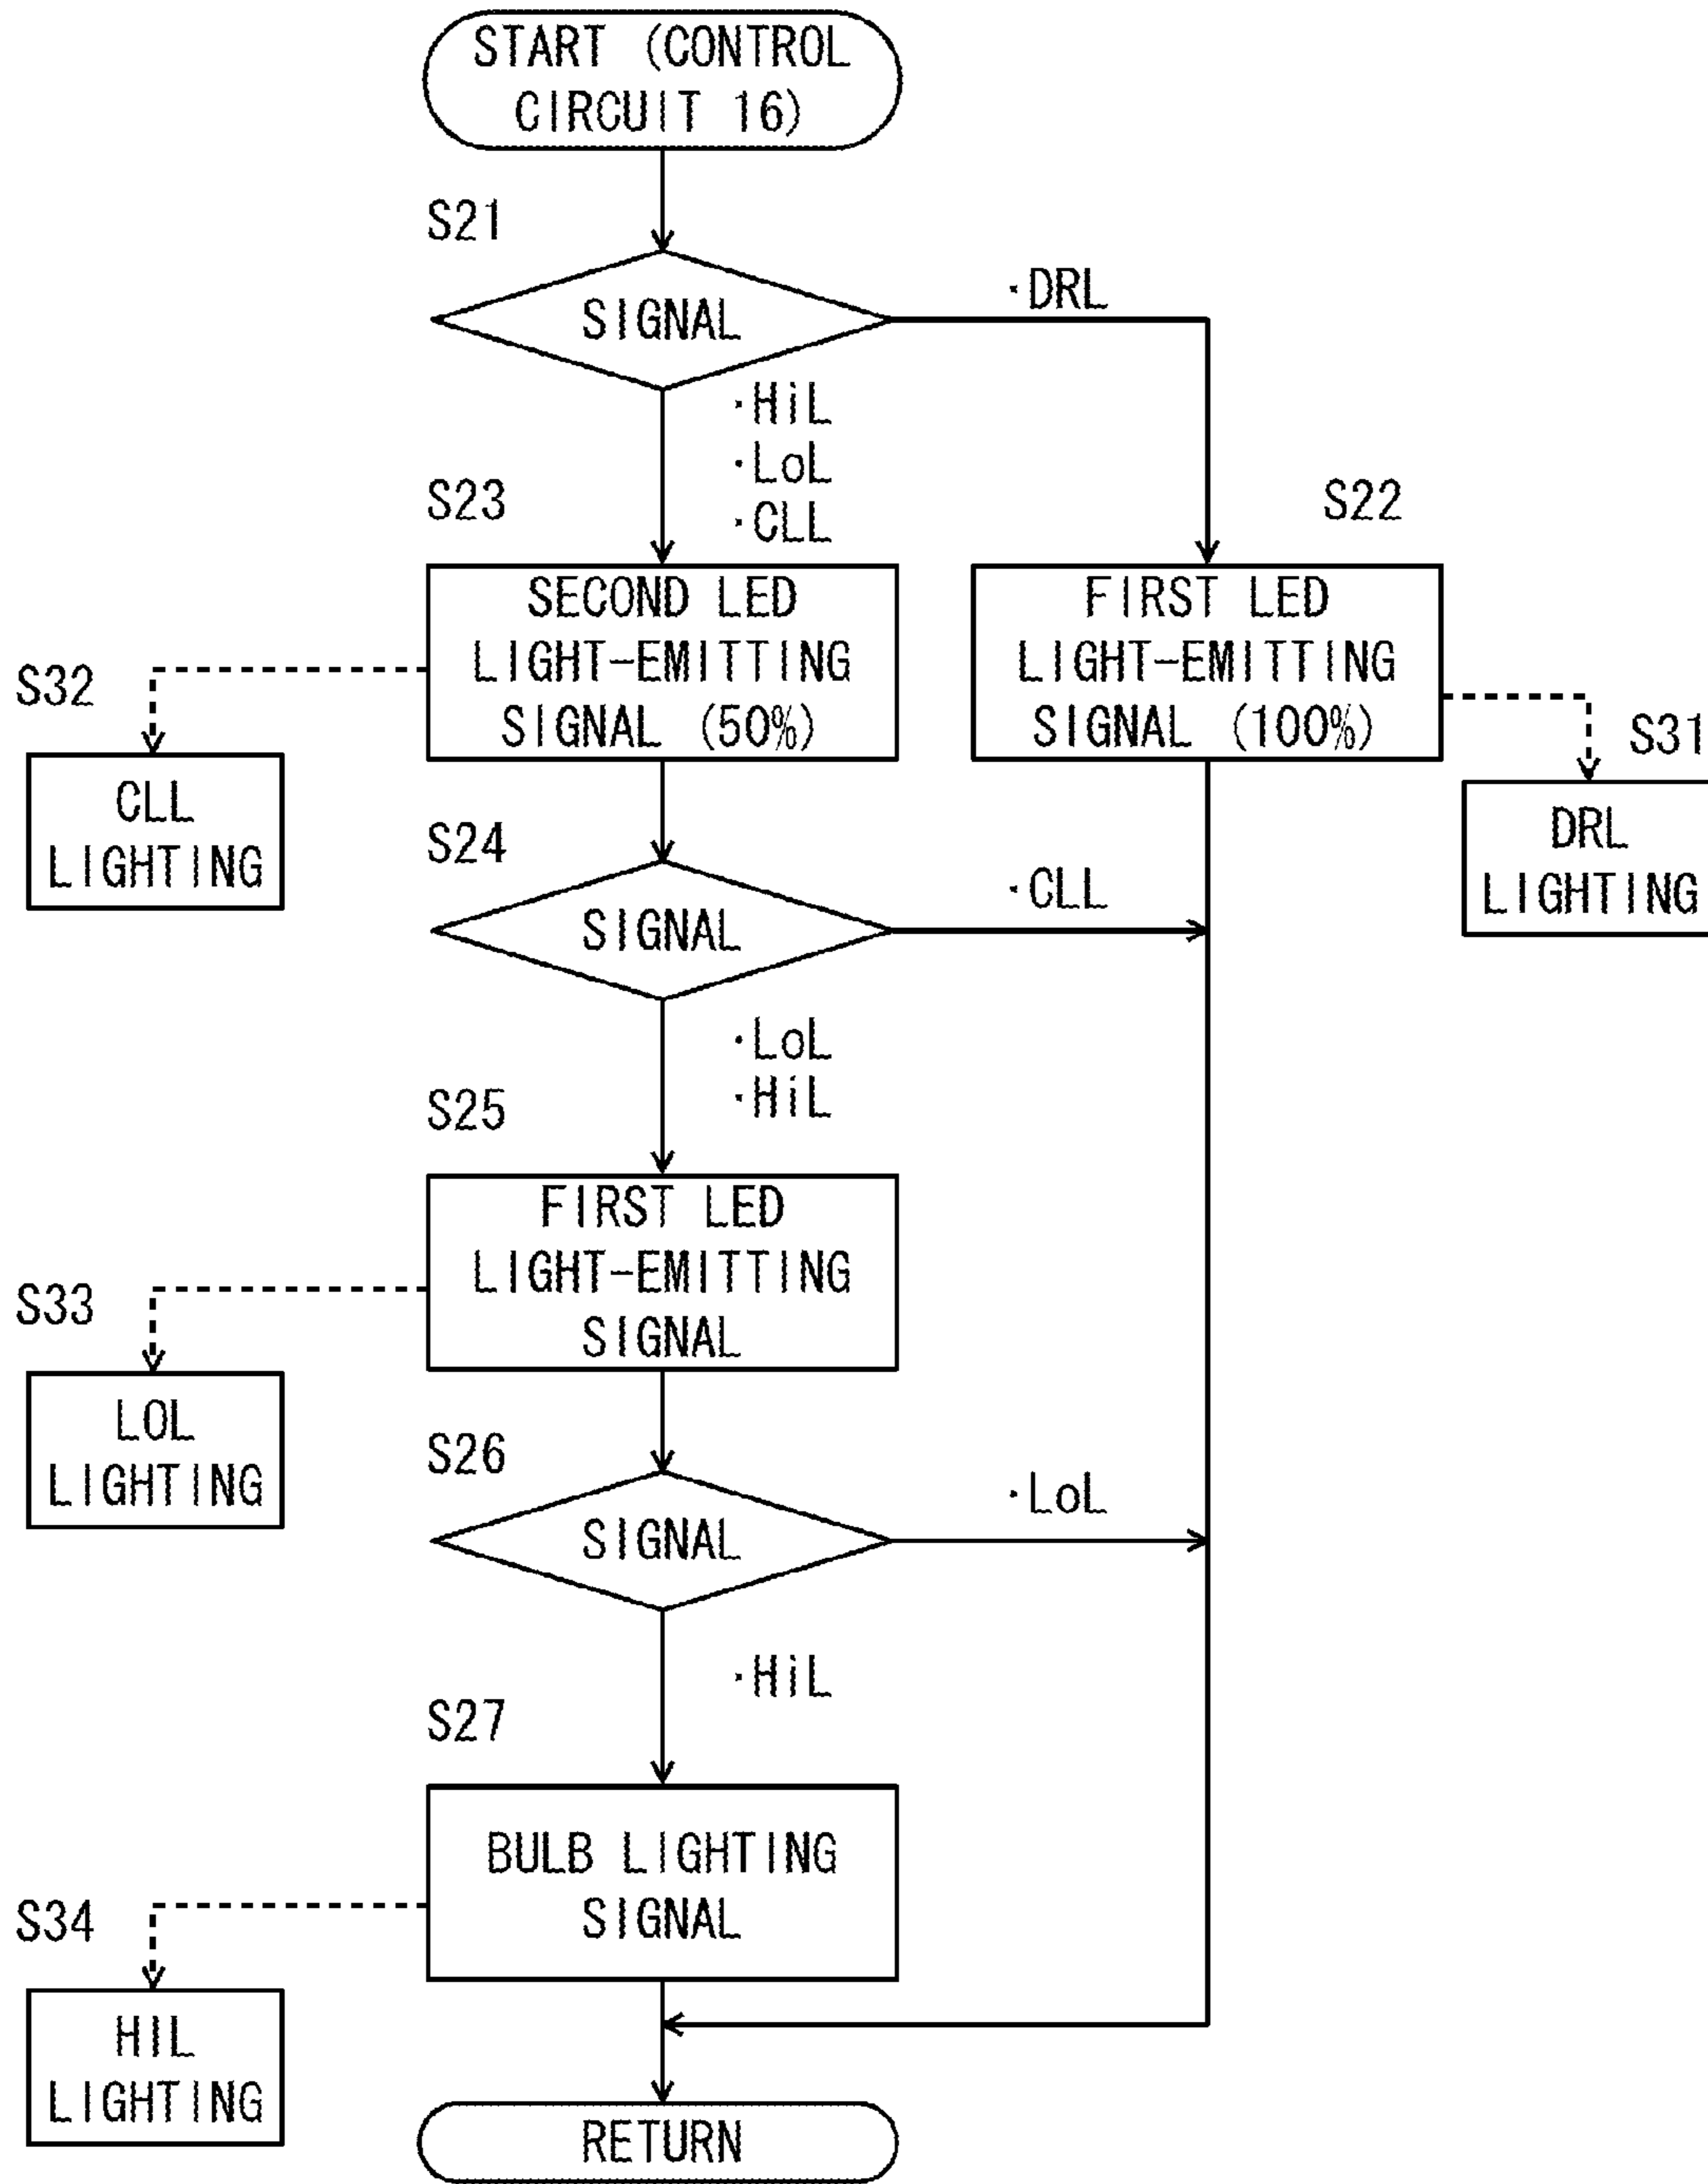 START (CONTROL
CIRCUIT 16)
S21
SIGNAL
·DRL
·HiL
·LoL
·CLL
S23
S22
SECOND LED
LIGHT-EMITTING
SIGNAL (50%)
FIRST LED
LIGHT-EMITTING
SIGNAL (100%)
S32
CLL
LIGHTING
S31
DRL
LIGHTING
S24
SIGNAL
·CLL
·LoL
·HiL
S25
FIRST LED
LIGHT-EMITTING
SIGNAL
S33
LOL
LIGHTING
S26
SIGNAL
·LoL
·HiL
S27
BULB LIGHTING
SIGNAL
S34
HIL
LIGHTING
RETURN